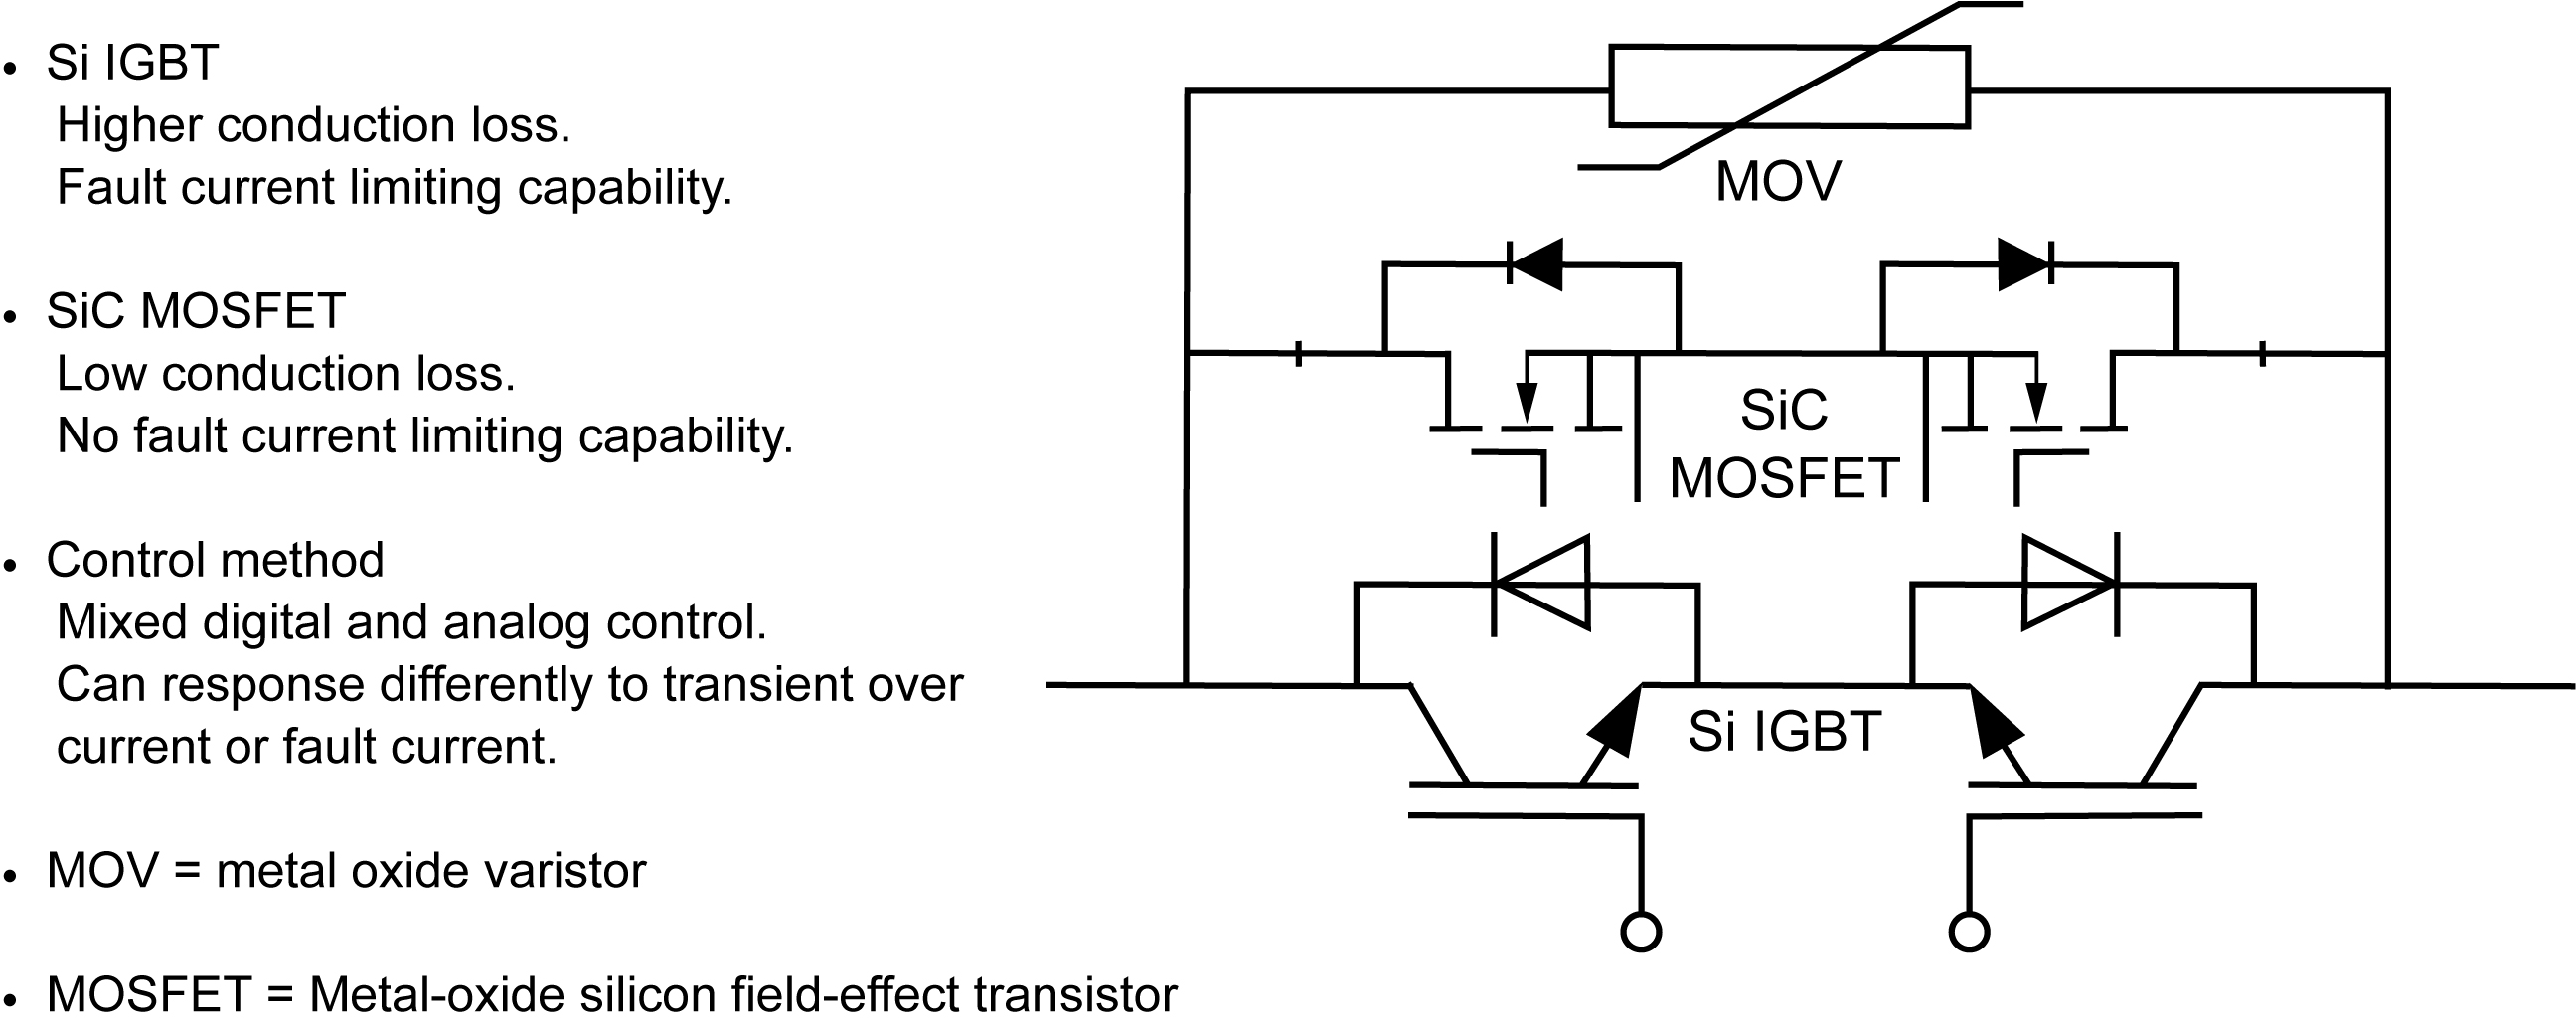 • Si IGBT
Higher conduction loss.
Fault current limiting capability.
• SiC MOSFET
Low conduction loss.
No fault current limiting capability.
• Control method
Mixed digital and analog control.
Can response differently to transient over
current or fault current.
• MOV = metal oxide varistor
• MOSFET = Metal-oxide silicon field-effect transistor
MOV
SiC
MOSFET
Si IGBT